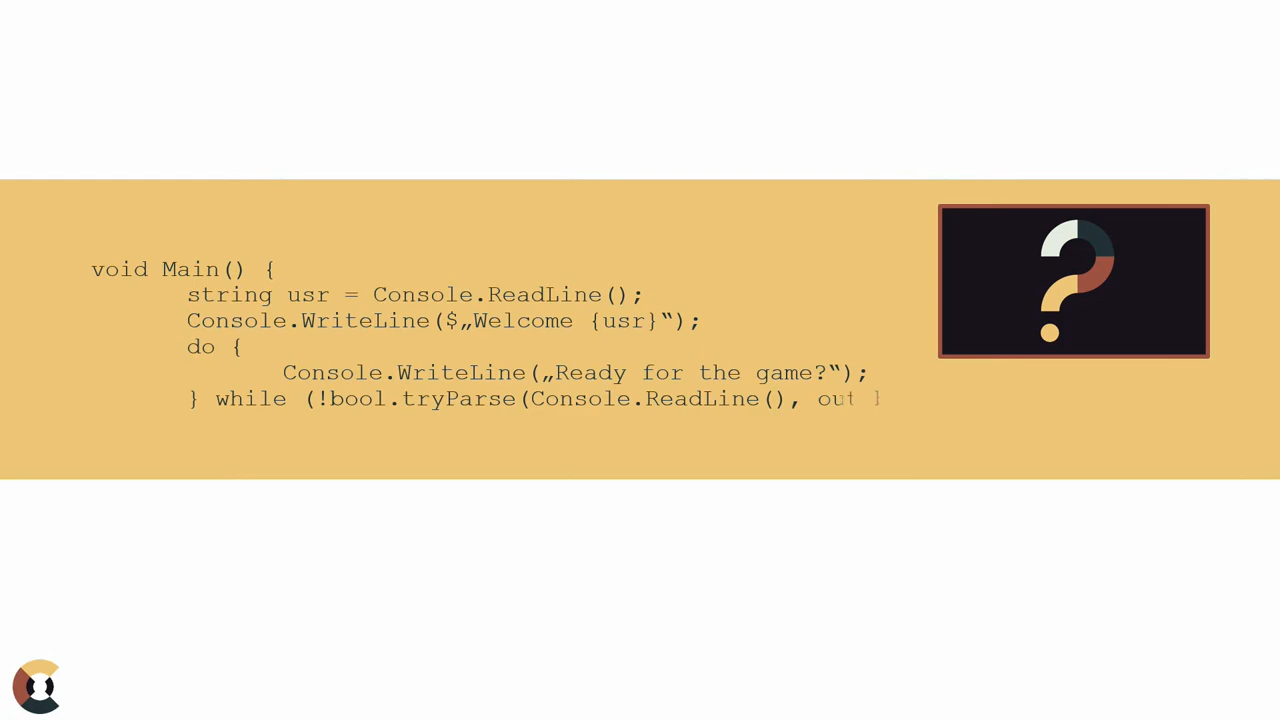 void Main() {
string usr = Console.ReadLine();
Console.WriteLine($„Welcome {usr}“);
do {
Console.WriteLine(„Ready for the game?“);
} while (!bool.tryParse(Console.ReadLine(), out }